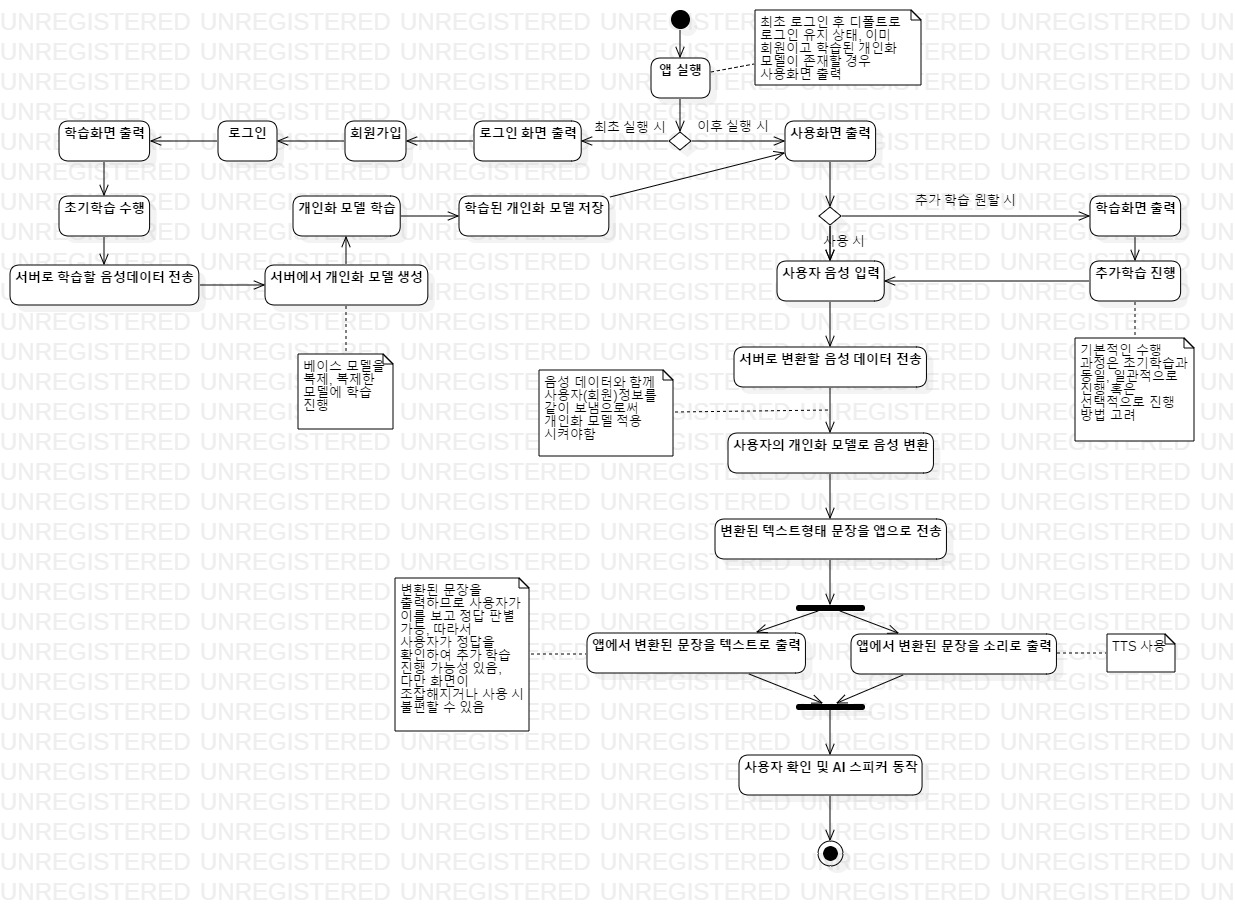 최초 로그인 후 디폴트로
로그인 유지 상태, 이미
회원이고 학습된 개인화
모델이 존재할 경우
사용화면 출력
앱 실행
학습화면 출력
로그인
회원가입
로그인 화면 출력
최초 실행 시
이후 실행 시
사용화면 출력
초기학습 수행
개인화 모델 학습
학습된 개인화 모델 저장
추가 학습 원할 시
학습화면 출력
사용 시
서버로 학습할 음성데이터 전송
서버에서 개인화 모델 생성
사용자 음성 입력
추가학습 진행
베이스 모델을
복제, 복제한
모델에 학습
진행
서버로 변환할 음성 데이터 전송
기본적인 수행
과정은 초기학습과
동일, 일관적으로
진행 혹은
선택적으로 진행
방법 고려
음성 데이터와 함께
사용자(회원)정보를
같이 보냄으로써
개인화 모델 적용
시켜야함
사용자의 개인화 모델로 음성 변환
변환된 텍스트형태 문장을 앱으로 전송
변환된 문장을
출력하므로 사용자가
이를 보고 정답 판별
가능, 따라서
사용자가 정답을
확인하여 추가 학습
진행 가능성 있음,
다만 화면이
조잡해지거나 사용 시
불편할 수 있음
앱에서 변환된 문장을 텍스트로 출력
앱에서 변환된 문장을 소리로 출력
TTS 사용
사용자 확인 및 AI 스피커 동작
UNREGISTERED